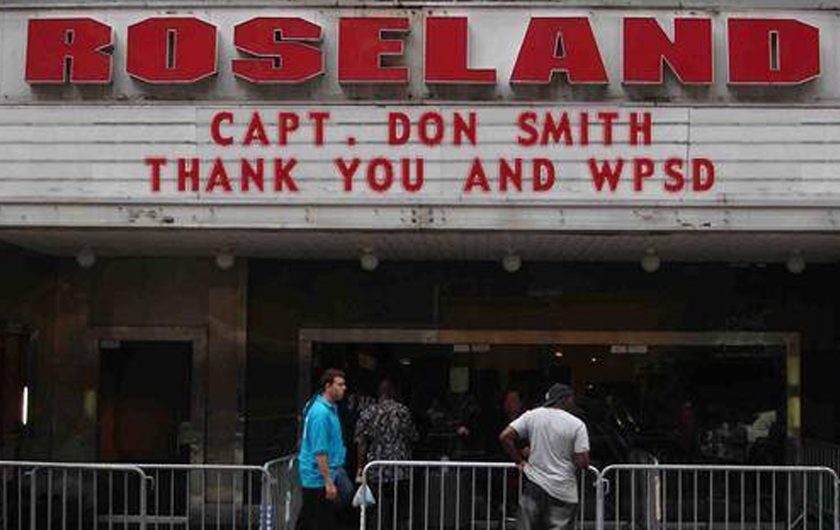 ROSELAND
CAPT. DON SMITH
THANK YOU AND WPSD